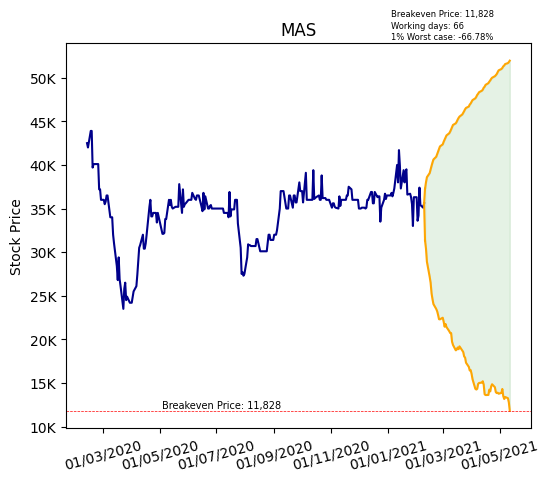 Breakeven Price: 11,828
Working days: 66
1% Worst case: -66.78%
MAS
Stock Price
50K
45K
40K
35K
30K
25K
20K
15K
10K
Breakeven Price: 11,828
01/03/2020
01/05/2020
01/07/2020
01/09/2020
01/11/2020
01/01/2021
01/03/2021
01/05/2021